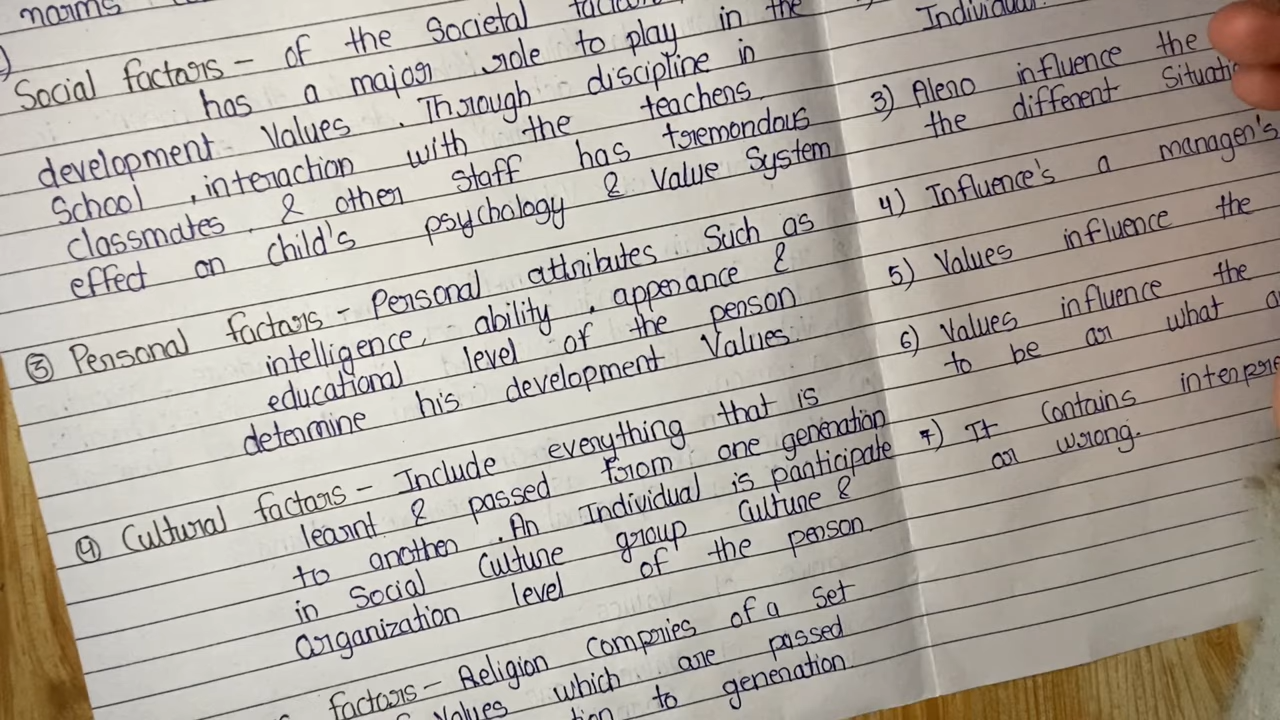 norms
Social factors - of the Societal
has a major role to play in the
development Values. Through discipline in
School, interaction with the teachers
classmates. & other staff has tremondous
effect on child's psychology & Value System
③ Personal factors - Personal attributes. Such as
intelligence, ability, apperance &
educational level of the person
determine his development Values.
④ Cultural factors - Include everything that is
learnt & passed from one generation
to another. An Individual is participate
in Social Culture group Culture &
organization level of the person.
factors - Religion compries of a Set
Values which are passed
to generation
Individual.
3) Aleno influence the
the different
4) Influence's a manager's
5) Values influence the
6) Values influence the
to be or what
7) It contains
or wrong.